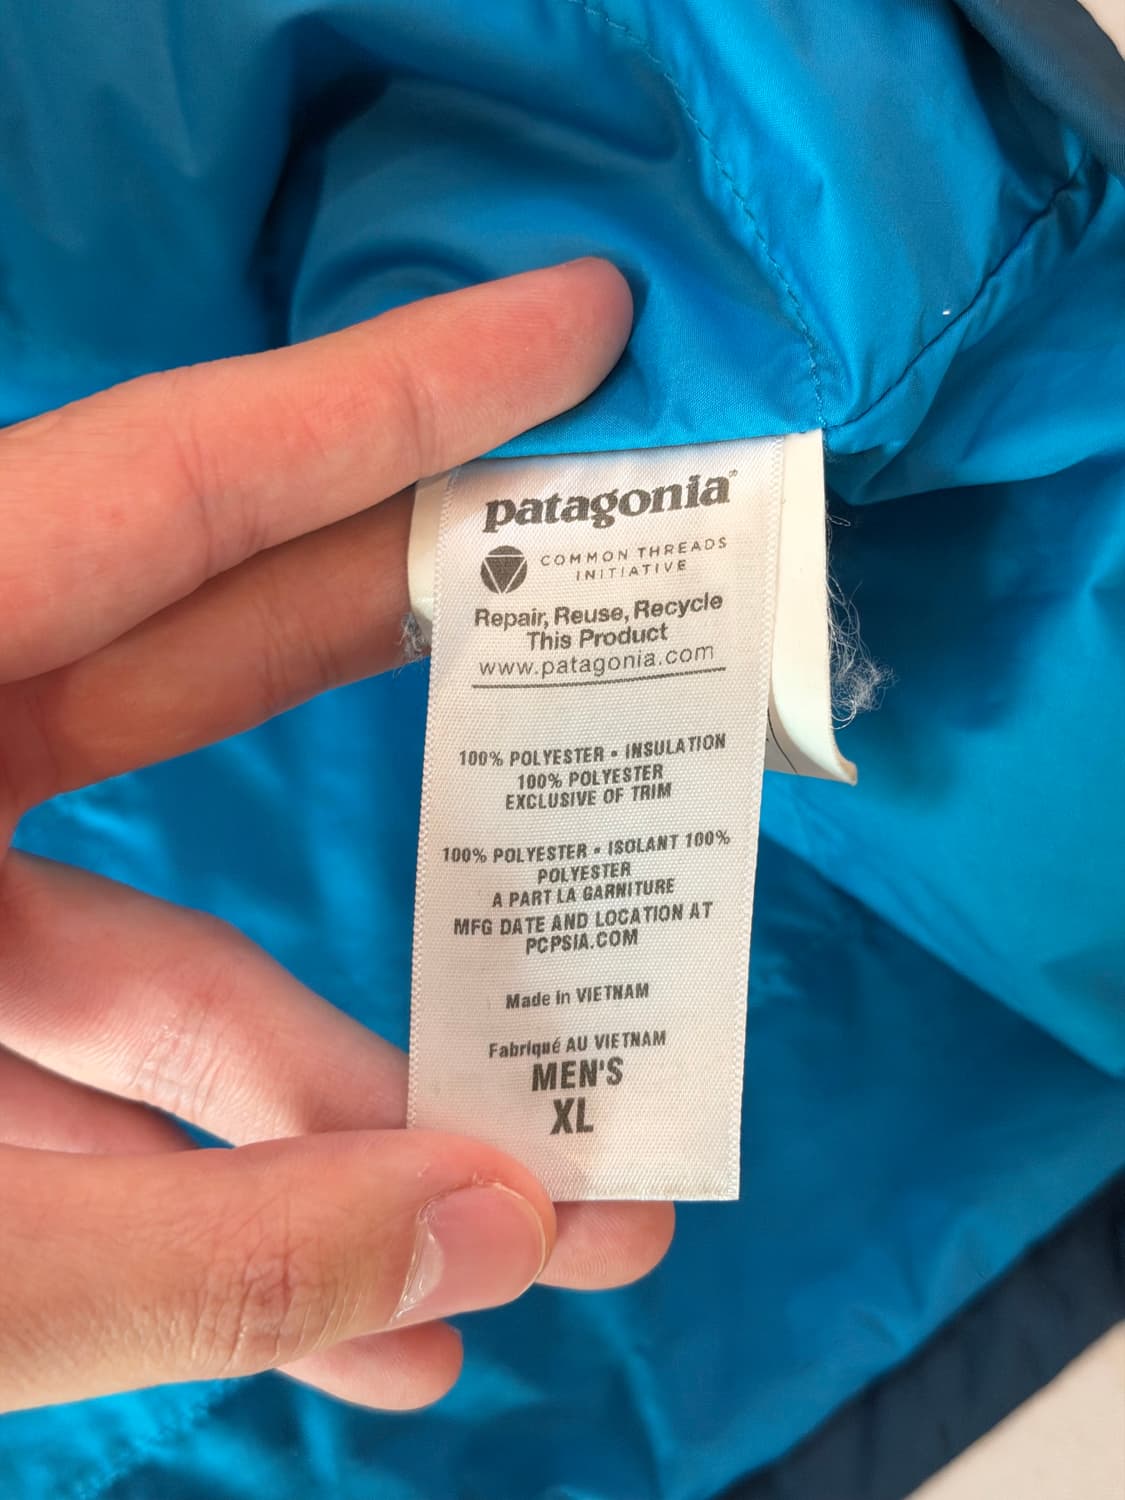 patagonia®
COMMON THREADS
INITIATIVE
Repair, Reuse, Recycle
This Product
www.patagonia.com
100% POLYESTER • INSULATION
100% POLYESTER
EXCLUSIVE OF TRIM
100% POLYESTER • ISOLANT 100%
POLYESTER
A PART LA GARNITURE
MFG DATE AND LOCATION AT
PCPSIA.COM
Made in VIETNAM
Fabriqué AU VIETNAM
MEN'S
XL